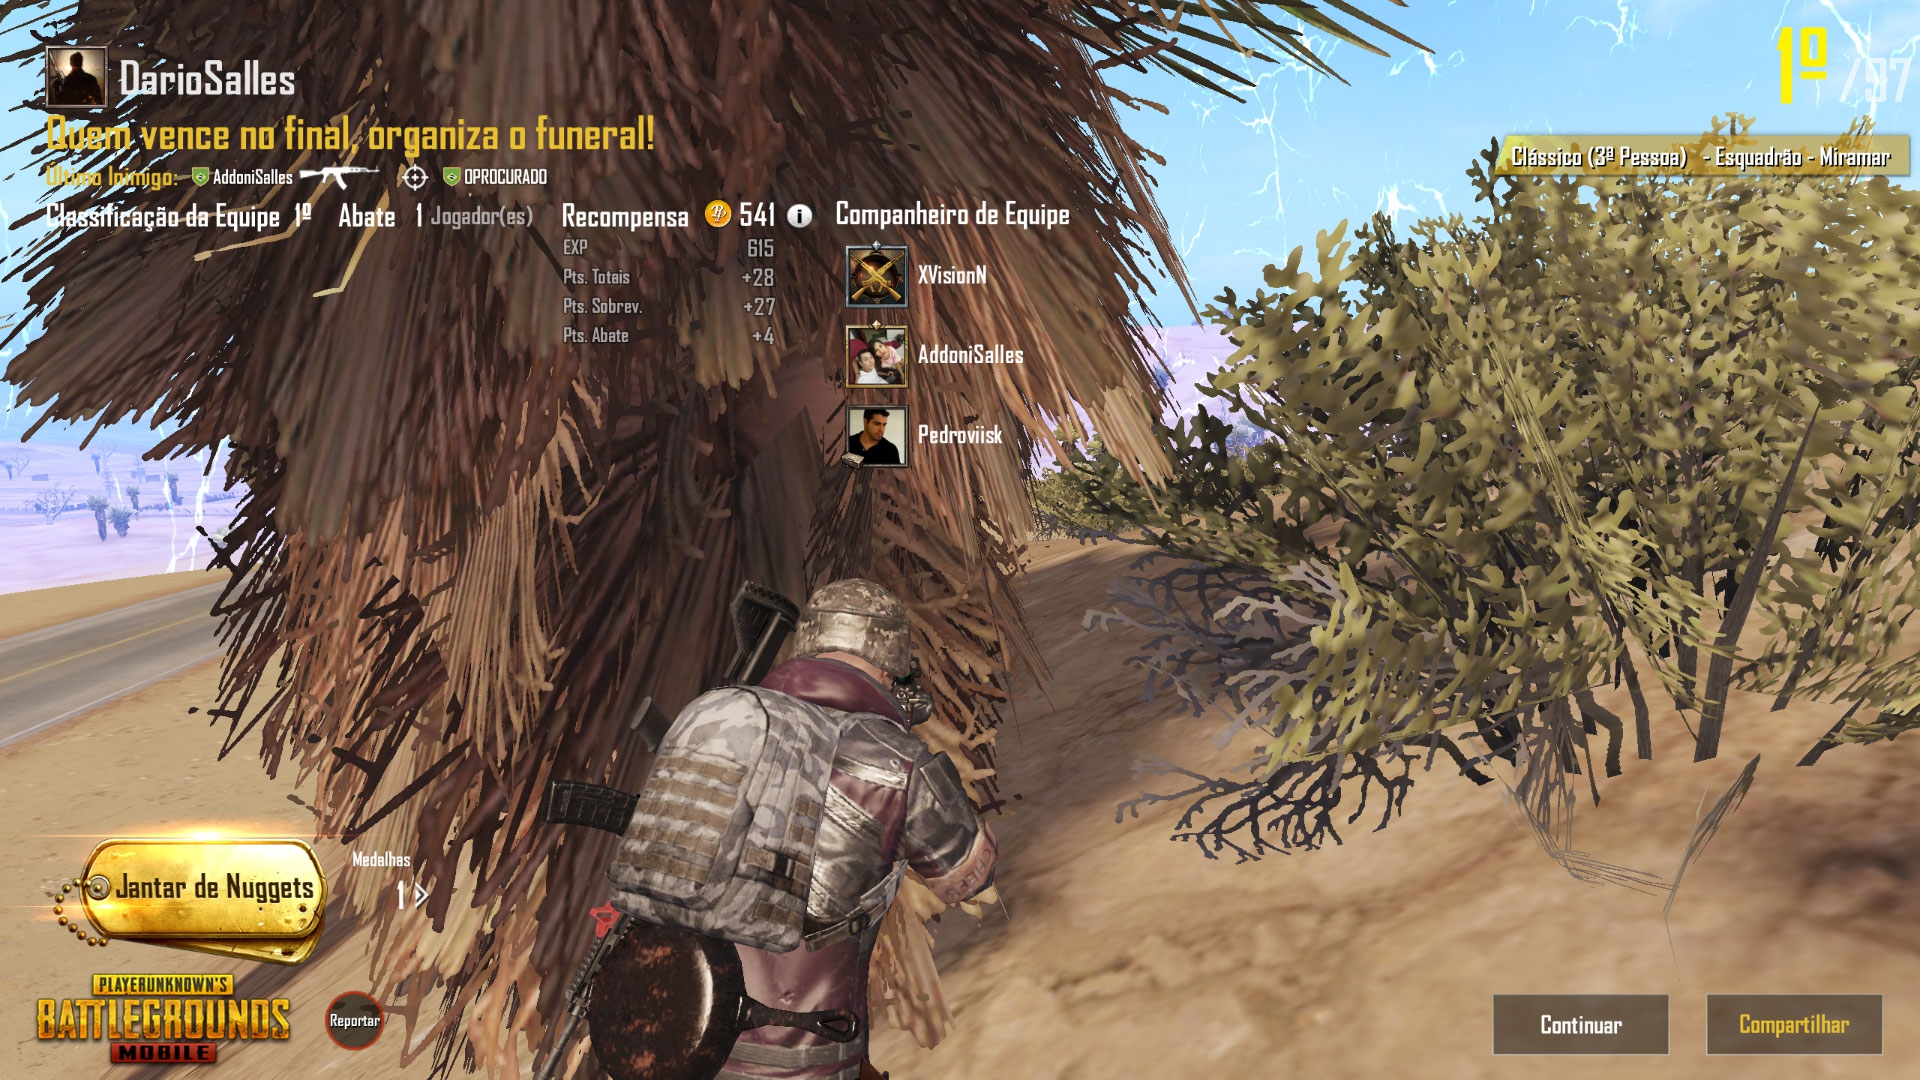 DarioSalles
1º /97
Quem vence no final, organiza o funeral!
Clássico (3ª Pessoa) - Esquadrão - Miramar
Último Inimigo: AddoniSalles OPROCURADO
Classificação da Equipe 1º Abate 1 Jogador(es)
Recompensa 541
EXP 615
Pts. Totais +28
Pts. Sobrev. +27
Pts. Abate +4
Companheiro de Equipe
XVisionN
AddoniSalles
Pedroviisk
Jantar de Nuggets
Medalhas
1
PLAYERUNKNOWN'S
BATTLEGROUNDS
MOBILE
Reportar
Continuar
Compartilhar